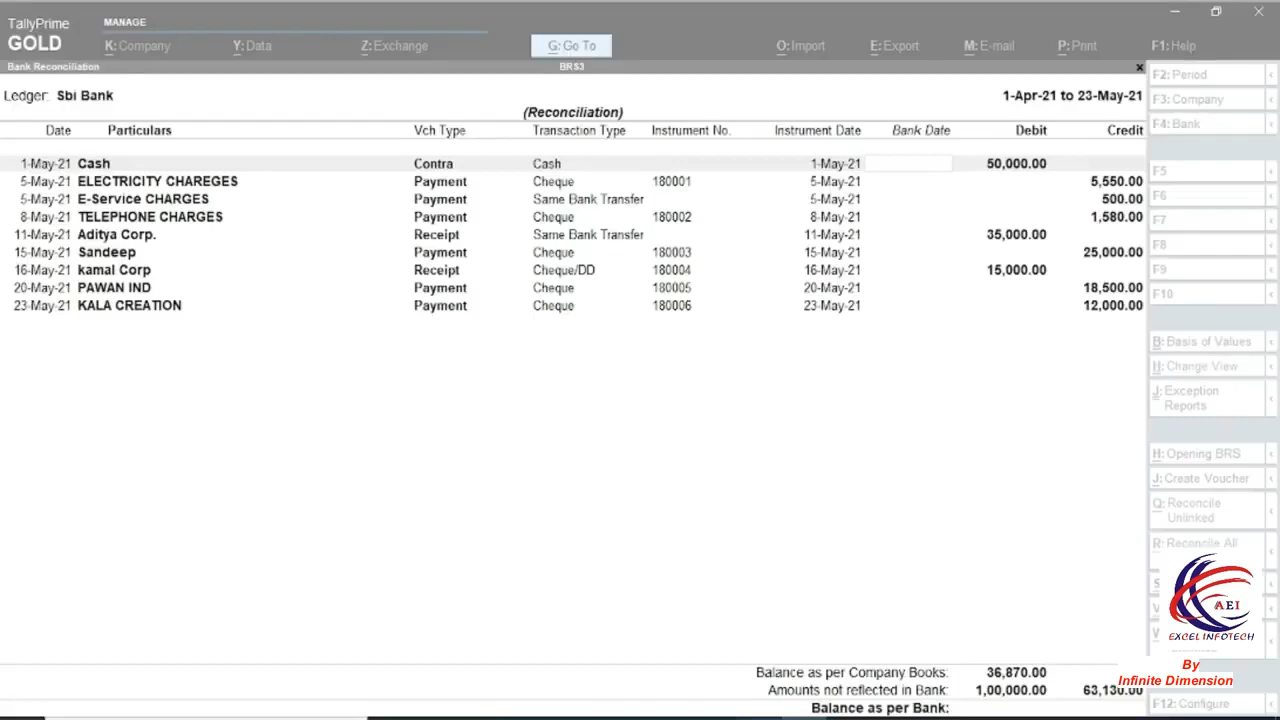 TallyPrime
GOLD
MANAGE
K: Company Y: Data Z: Exchange G: Go To O: Import E: Export M: E-mail P: Print F1: Help
Bank Reconciliation BRS3 x
Ledger: Sbi Bank 1-Apr-21 to 23-May-21
(Reconciliation)
Date Particulars Vch Type Transaction Type Instrument No. Instrument Date Bank Date Debit Credit
1-May-21 Cash Contra Cash 1-May-21 50,000.00
5-May-21 ELECTRICITY CHAREGES Payment Cheque 180001 5-May-21 5,550.00
5-May-21 E-Service CHARGES Payment Same Bank Transfer 5-May-21 500.00
8-May-21 TELEPHONE CHARGES Payment Cheque 180002 8-May-21 1,580.00
11-May-21 Aditya Corp. Receipt Same Bank Transfer 11-May-21 35,000.00
15-May-21 Sandeep Payment Cheque 180003 15-May-21 25,000.00
16-May-21 kamal Corp Receipt Cheque/DD 180004 16-May-21 15,000.00
20-May-21 PAWAN IND Payment Cheque 180005 20-May-21 18,500.00
23-May-21 KALA CREATION Payment Cheque 180006 23-May-21 12,000.00
Balance as per Company Books: 36,870.00
Amounts not reflected in Bank: 1,00,000.00 63,130.00
Balance as per Bank:
F2: Period
F3: Company
F4: Bank
F5
F6
F7
F8
F9
F10
B: Basis of Values
H: Change View
J: Exception
Reports
H: Opening BRS
J: Create Voucher
Q: Reconcile
Unlinked
R: Reconcile All
S
V
W
AEI
EXCEL INFOTECH
By
Infinite Dimension
F12: Configure